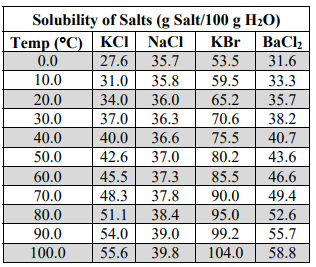 Solubility of Salts (g Salt/100 g H₂O)
Temp (°C) KCl NaCl KBr BaCl₂
0.0 27.6 35.7 53.5 31.6
10.0 31.0 35.8 59.5 33.3
20.0 34.0 36.0 65.2 35.7
30.0 37.0 36.3 70.6 38.2
40.0 40.0 36.6 75.5 40.7
50.0 42.6 37.0 80.2 43.6
60.0 45.5 37.3 85.5 46.6
70.0 48.3 37.8 90.0 49.4
80.0 51.1 38.4 95.0 52.6
90.0 54.0 39.0 99.2 55.7
100.0 55.6 39.8 104.0 58.8